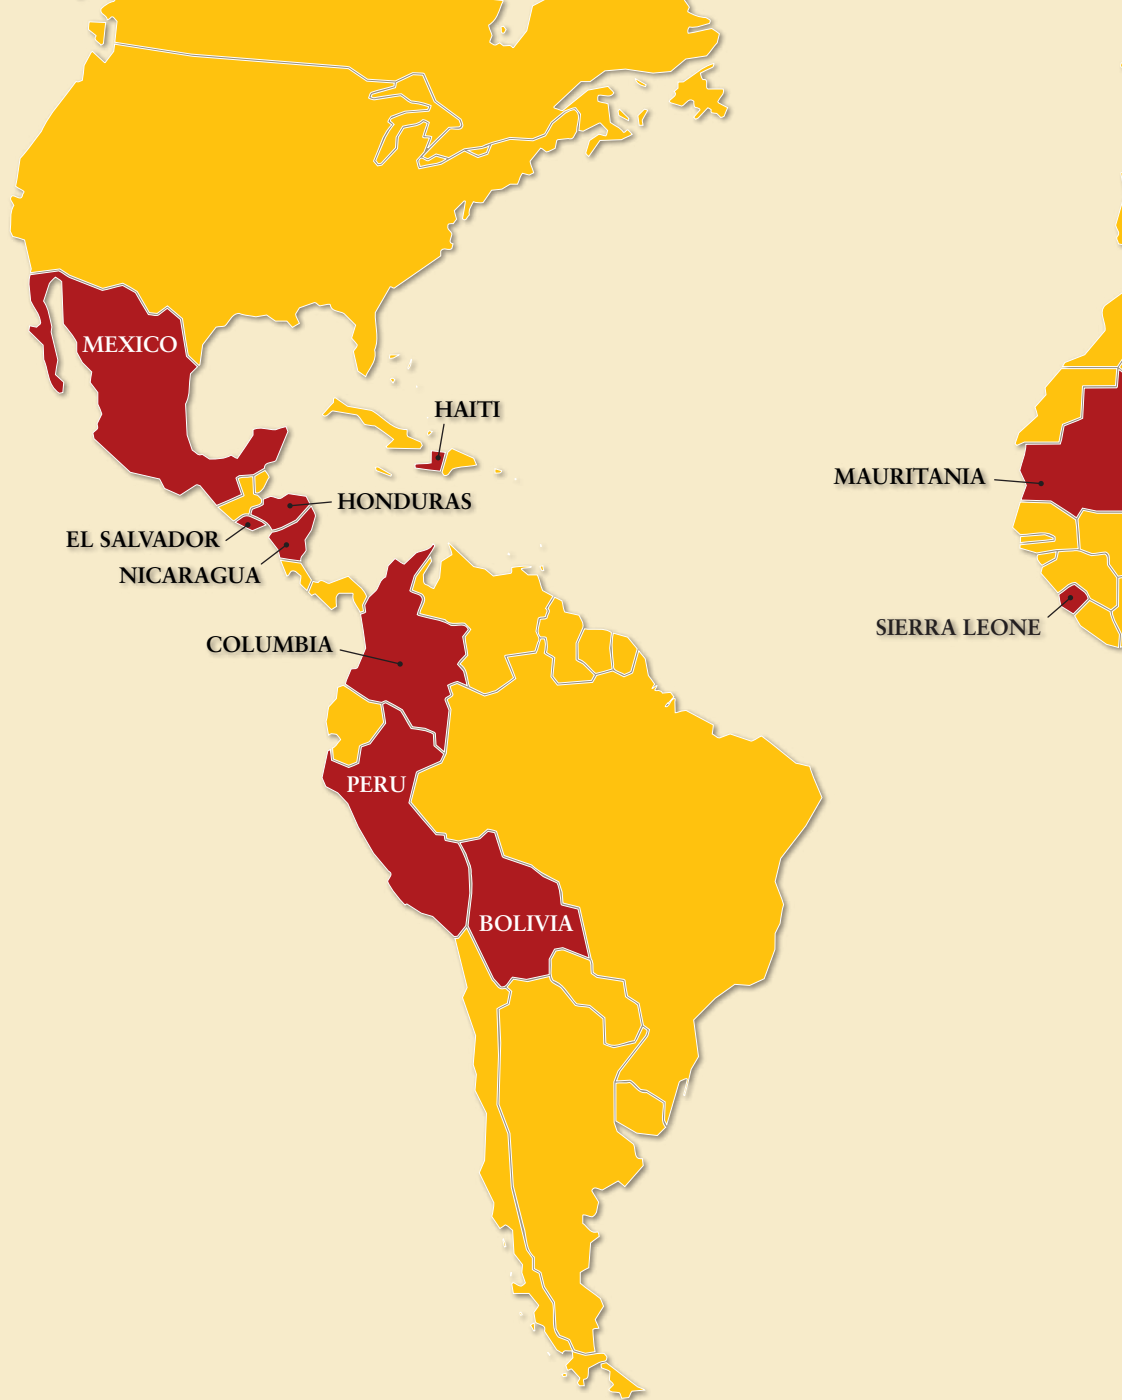 MEXICO
HAITI
MAURITANIA
HONDURAS
EL SALVADOR
NICARAGUA
SIERRA LEONE
COLUMBIA
PERU
BOLIVIA